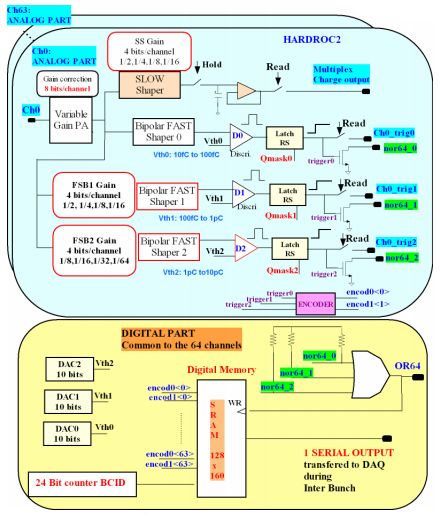 Ch63:
ANALOG PART
HARDROC2
Ch0:
ANALOG PART
SS Gain
4 bits/channel
1/2,1/4,1/8,1/16
Hold
Gain correction
8 bits/channel
SLOW
Shaper
Read
Multiplex
Charge output
Ch0
Variable
Gain PA
Bipolar FAST
Shaper 0
Vth0
D0
Discri
Latch
RS
Read
Ch0_trig0
nor64_0
Vth0: 10fC to 100fC
Qmask0
trigger0
FSB1 Gain
4 bits/channel
1/2, 1/4,1/8,1/16
Bipolar FAST
Shaper 1
Vth1
D1
Discri
Latch
RS
Read
Ch0_trig1
nor64_1
Vth1: 100fC to 1pC
Qmask1
trigger1
FSB2 Gain
4 bits/channel
1/8,1/16,1/32,1/64
Bipolar FAST
Shaper 2
Vth2
D2
Latch
RS
Read
Ch0_trig2
nor64_2
Vth2: 1pC to10pC
Qmask2
trigger2
trigger0
trigger1
trigger2
ENCODER
encod0<0>
encod1<1>
DIGITAL PART
Common to the 64 channels
nor64_0
nor64_1
nor64_2
OR64
DAC2
10 bits
Vth2
DAC1
10 bits
Vth1
DAC0
10 bits
Vth0
Digital Memory
encod0<0>
encod1<0>
WR
S
R
A
M
128
x
160
encod0<63>
encod1<63>
24 Bit counter BCID
1 SERIAL OUTPUT
transfered to DAQ
during
Inter Bunch